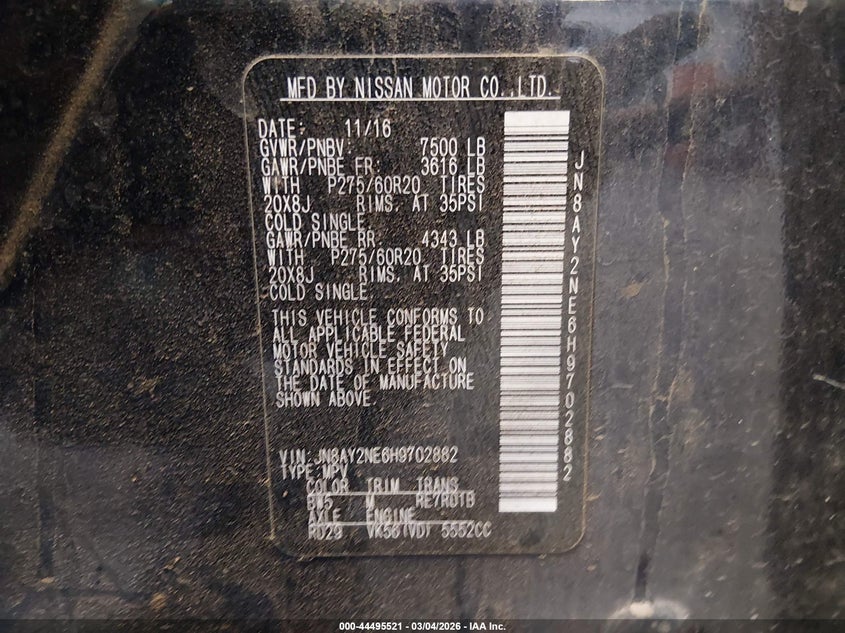 MFD BY NISSAN MOTOR CO.,LTD.
DATE: 11/16
GVWR/PNBV: 7500 LB
GAWR/PNBE FR: 3616 LB
WITH P275/60R20 TIRES
20X8J RIMS, AT 35PSI
COLD SINGLE
GAWR/PNBE RR 4343 LB
WITH P275/60R20 TIRES
20X8J RIMS, AT 35PSI
COLD SINGLE
THIS VEHICLE CONFORMS TO
ALL APPLICABLE FEDERAL
MOTOR VEHICLE SAFETY
STANDARDS IN EFFECT ON
THE DATE OF MANUFACTURE
SHOWN ABOVE.
VIN: JN8AY2NE6H9702882
TYPE:MPV
COLOR TRIM TRANS
BW5 M RE7R01B
AXLE ENGINE
RD29 VK56(VD) 5552CC
JN8AY2NE6H9702882
000-44495521 - 03/04/2026 - IAA Inc.